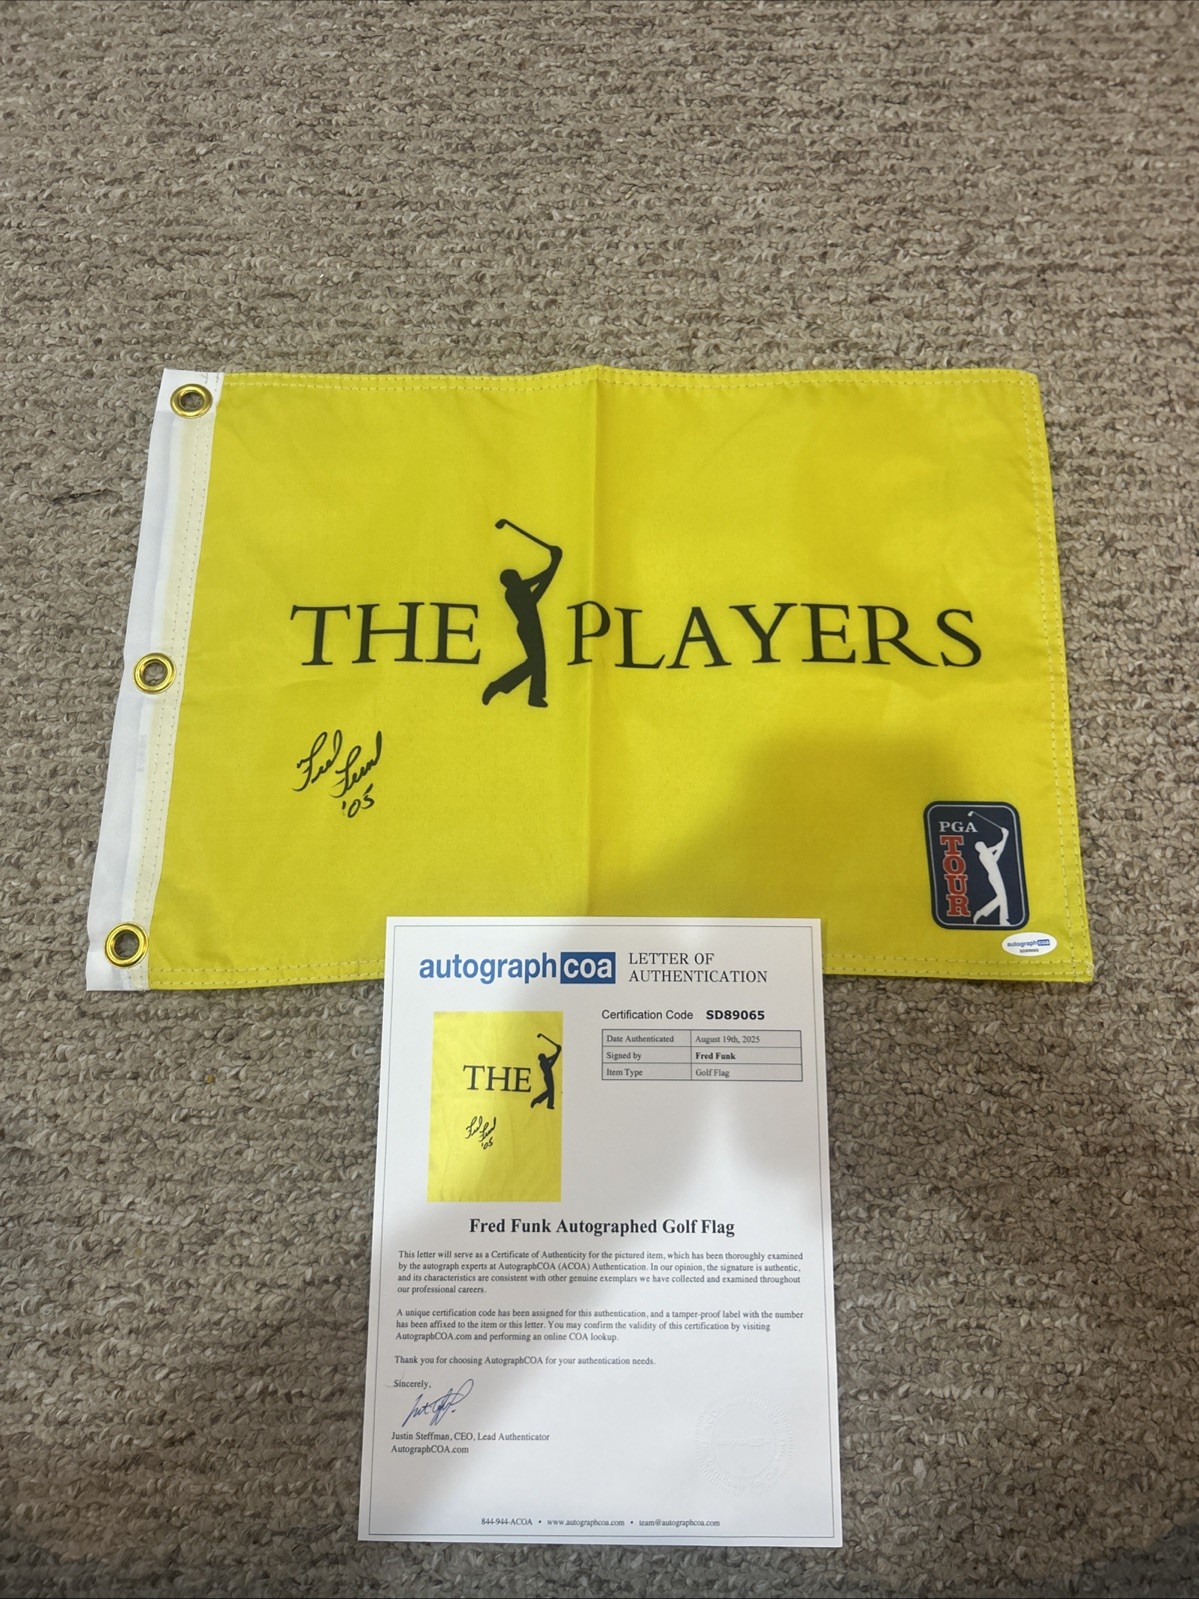 THE PLAYERS
Fred Funk
'05
PGA
TOUR
autographcoa
autographcoa LETTER OF
AUTHENTICATION
Certification Code SD89065
Date Authenticated August 19th, 2025
Signed by Fred Funk
Item Type Golf Flag
THE
Fred Funk
'05
Fred Funk Autographed Golf Flag
This letter will serve as a Certificate of Authenticity for the pictured item, which has been thoroughly examined
by the autograph experts at AutographCOA (ACOA) Authentication. In our opinion, the signature is authentic,
and its characteristics are consistent with other genuine exemplars we have collected and examined throughout
our professional careers.
A unique certification code has been assigned for this authentication, and a tamper-proof label with the number
has been affixed to the item or this letter. You may confirm the validity of this certification by visiting
AutographCOA.com and performing an online COA lookup.
Thank you for choosing AutographCOA for your authentication needs.
Sincerely,
Justin Steffman, CEO, Lead Authenticator
AutographCOA.com
844-944-ACOA • www.autographcoa.com • team@autographcoa.com